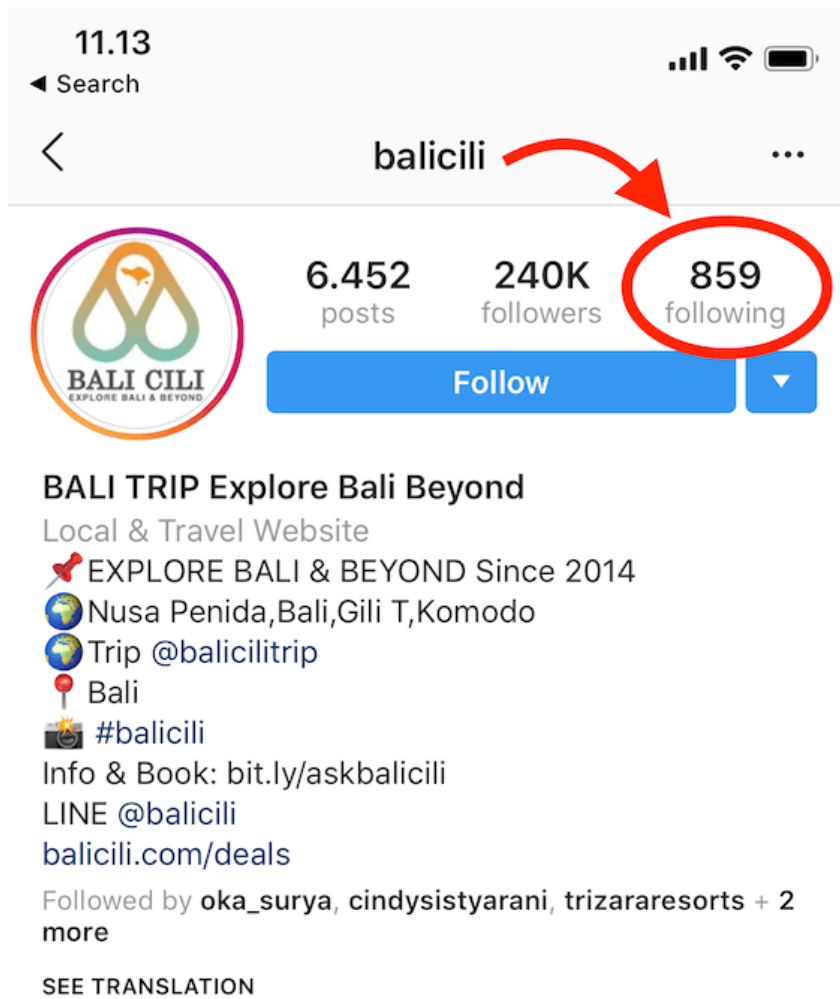 11.13
Search
balicili
6.452
posts
240K
followers
859
following
BALI CILI
EXPLORE BALI & BEYOND
Follow
BALI TRIP Explore Bali Beyond
Local & Travel Website
📌EXPLORE BALI & BEYOND Since 2014
🌍Nusa Penida,Bali,Gili T,Komodo
🌍Trip @balicilitrip
📍Bali
📸 #balicili
Info & Book: bit.ly/askbalicili
LINE @balicili
balicili.com/deals
Followed by oka_surya, cindysistyarani, trizararesorts + 2
more
SEE TRANSLATION